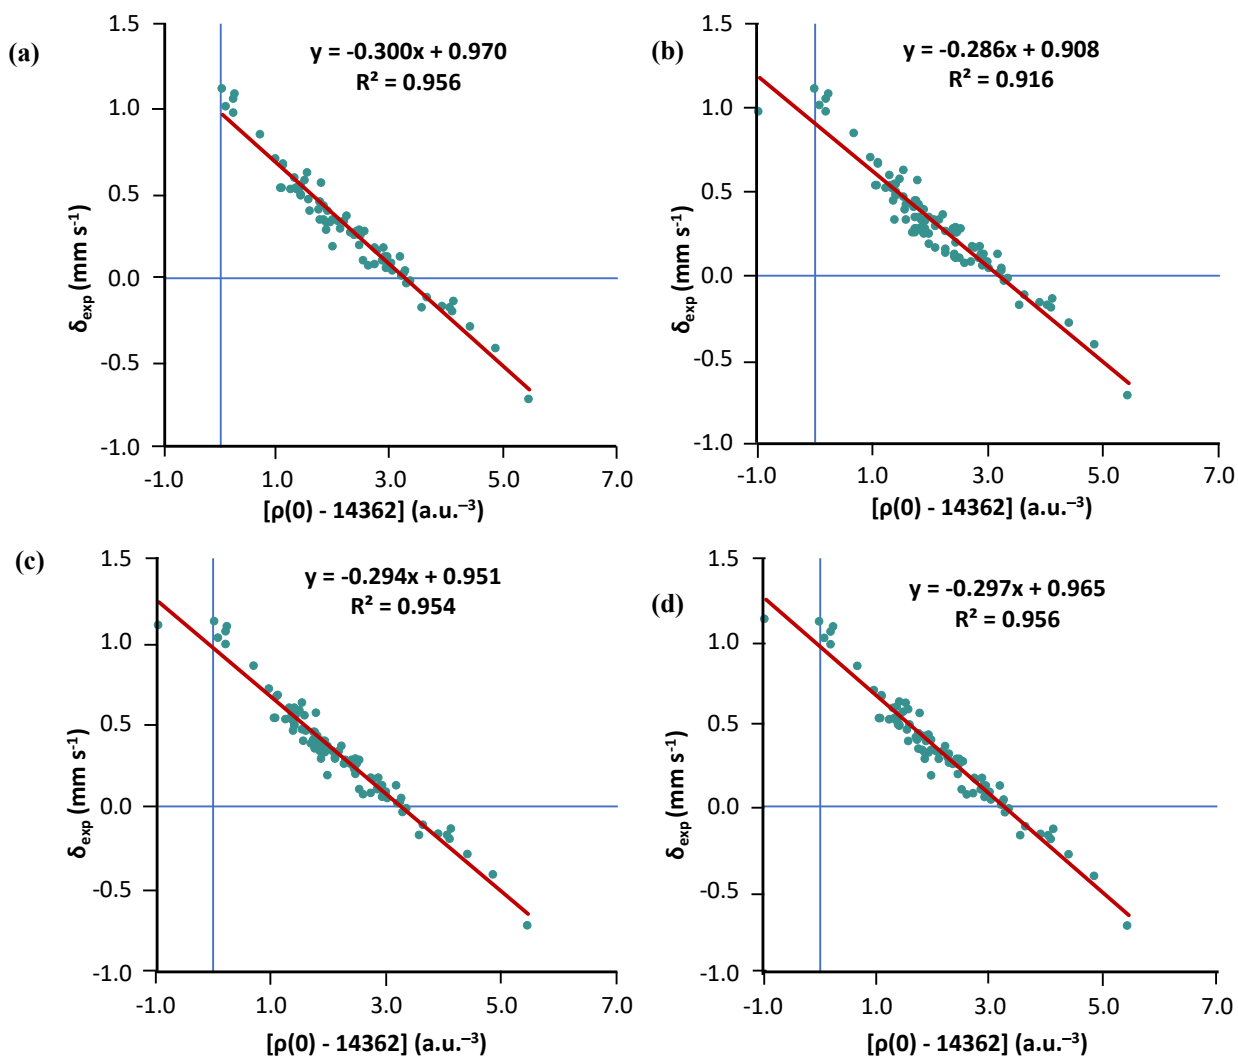 (a)
y = -0.300x + 0.970
R² = 0.956
1.5
1.0
0.5
0.0
-0.5
-1.0
δexp (mm s⁻¹)
-1.0 1.0 3.0 5.0 7.0
[ρ(0) - 14362] (a.u.⁻³)
(b)
y = -0.286x + 0.908
R² = 0.916
1.5
1.0
0.5
0.0
-0.5
-1.0
δexp (mm s⁻¹)
-1.0 1.0 3.0 5.0 7.0
[ρ(0) - 14362] (a.u.⁻³)
(c)
y = -0.294x + 0.951
R² = 0.954
1.5
1.0
0.5
0.0
-0.5
-1.0
δexp (mm s⁻¹)
-1.0 1.0 3.0 5.0 7.0
[ρ(0) - 14362] (a.u.⁻³)
(d)
y = -0.297x + 0.965
R² = 0.956
1.5
1.0
0.5
0.0
-0.5
-1.0
δexp (mm s⁻¹)
-1.0 1.0 3.0 5.0 7.0
[ρ(0) - 14362] (a.u.⁻³)